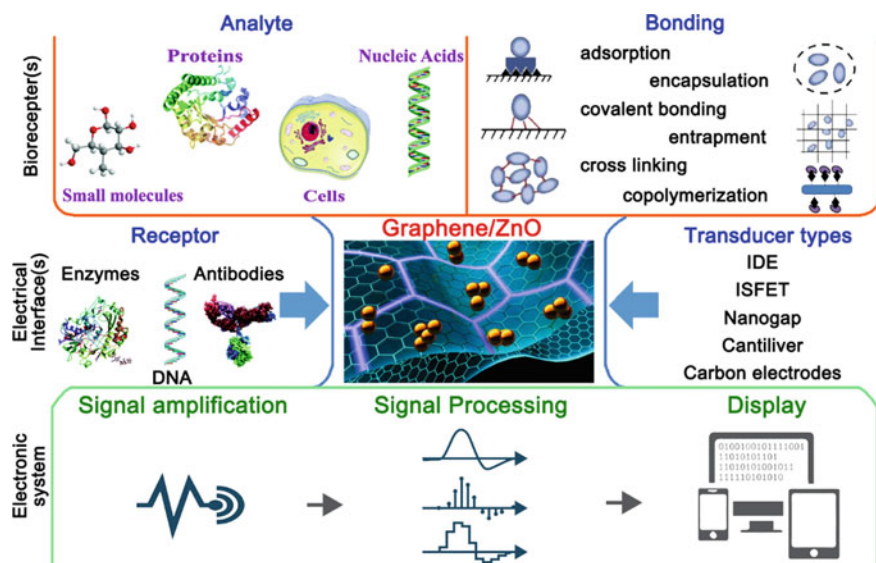 Analyte
Bonding
Biorecepter(s)
Proteins
Nucleic Acids
Small molecules
Cells
adsorption
encapsulation
covalent bonding
entrapment
cross linking
copolymerization
Electrical
Interface(s)
Receptor
Enzymes
Antibodies
DNA
Graphene/ZnO
Transducer types
IDE
ISFET
Nanogap
Cantiliver
Carbon electrodes
Electronic
system
Signal amplification
Signal Processing
Display
0100100101111001
11010101101
11010101001011
111110101010